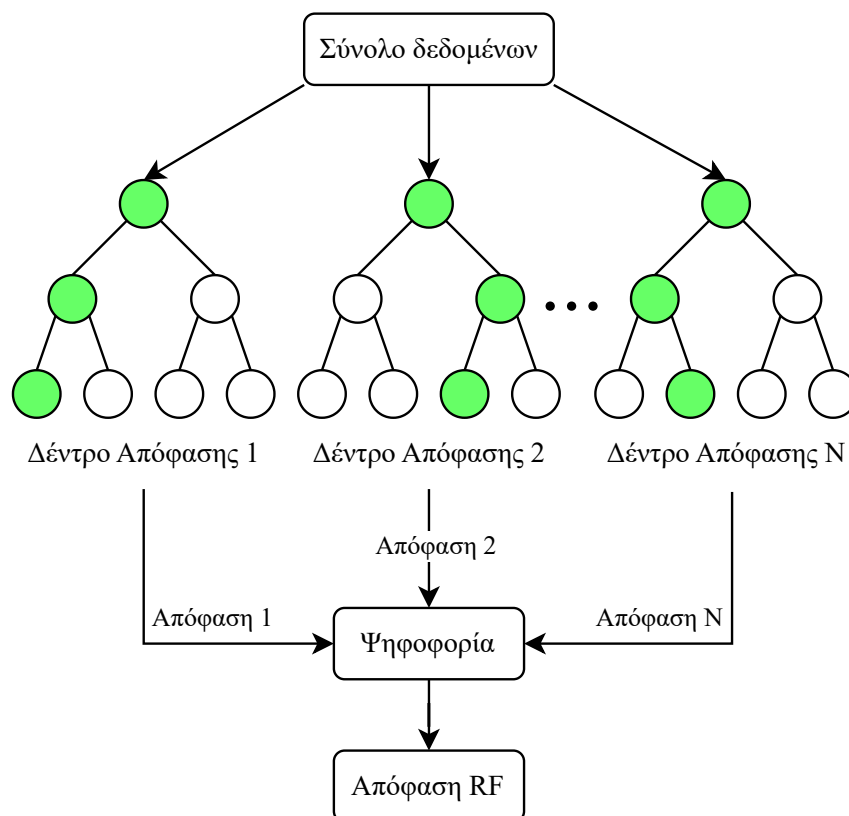 Σύνολο δεδομένων
Δέντρο Απόφασης 1
Δέντρο Απόφασης 2
Δέντρο Απόφασης N
Απόφαση 2
Απόφαση 1
Απόφαση N
Ψηφοφορία
Απόφαση RF